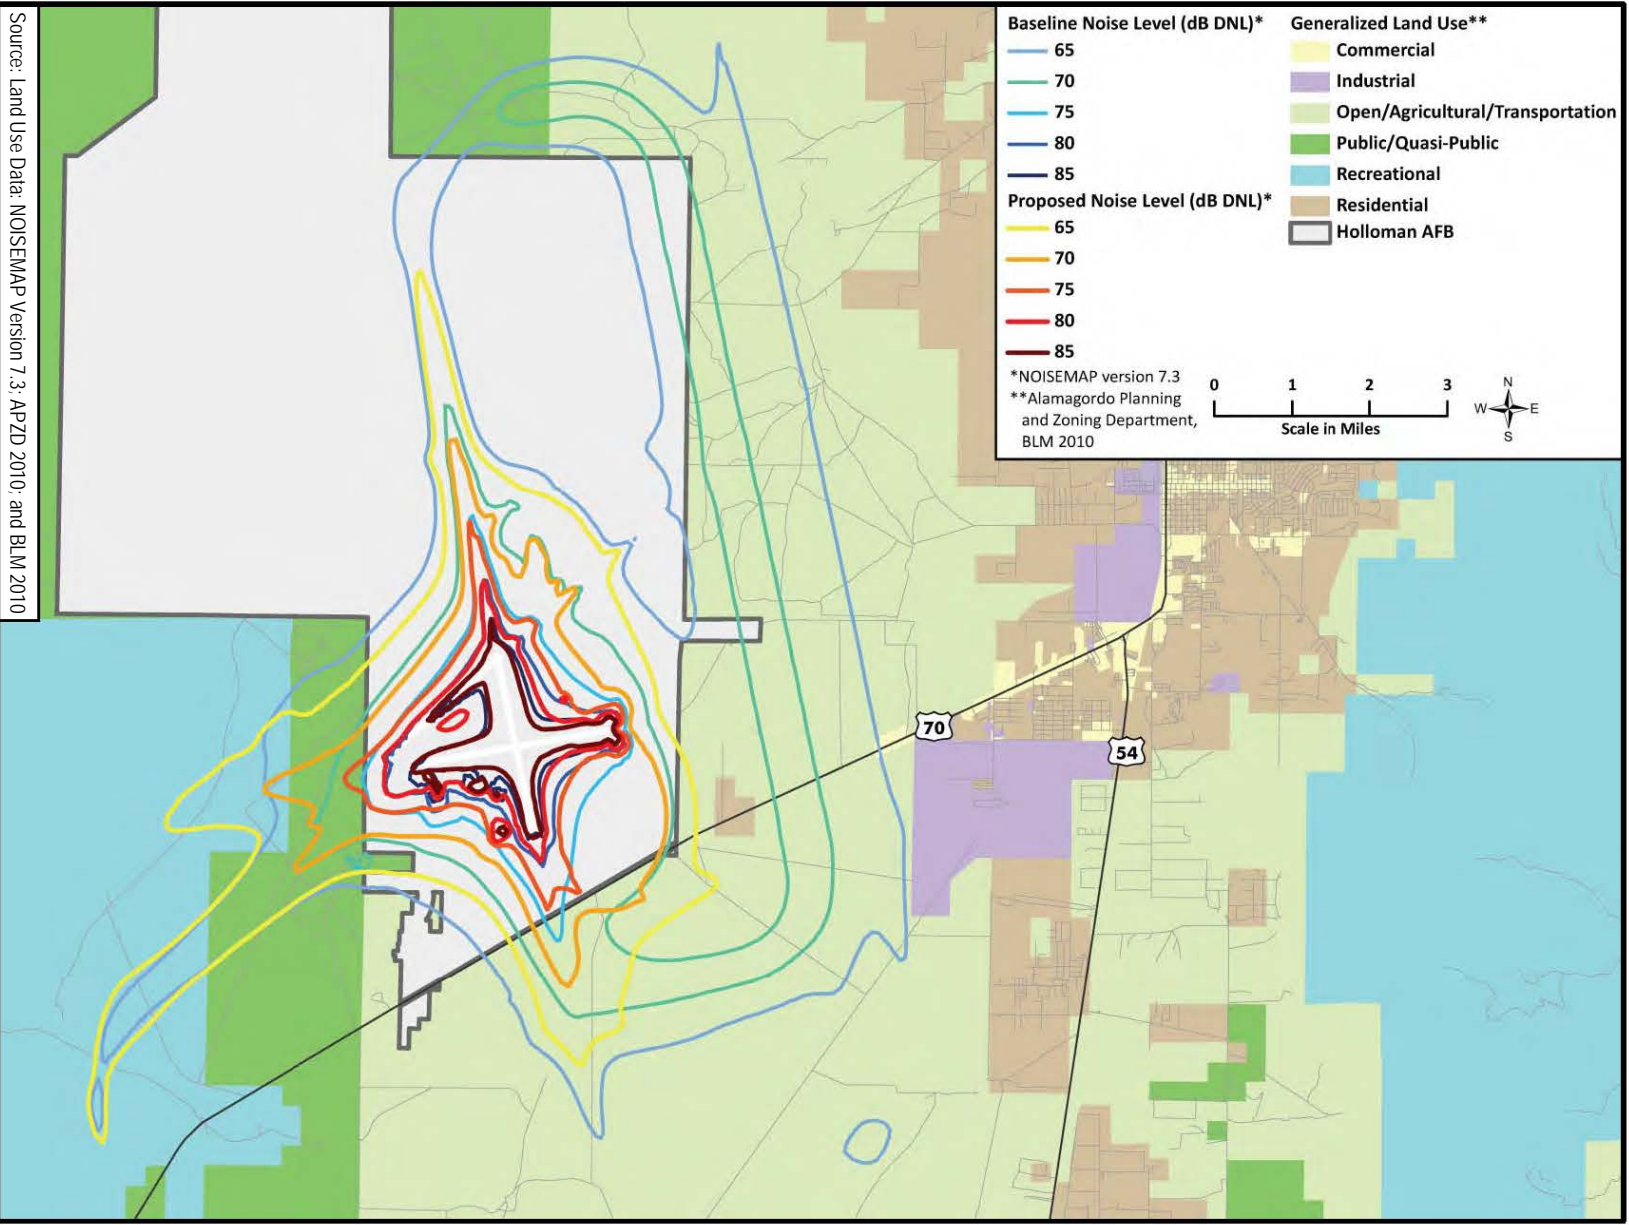 Source: Land Use Data: NOISEMAP Version 7.3; APZD 2010; and BLM 2010
Baseline Noise Level (dB DNL)*
65
70
75
80
85
Proposed Noise Level (dB DNL)*
65
70
75
80
85
*NOISEMAP version 7.3
**Alamagordo Planning
and Zoning Department,
BLM 2010
Generalized Land Use**
Commercial
Industrial
Open/Agricultural/Transportation
Public/Quasi-Public
Recreational
Residential
Holloman AFB
0 1 2 3
Scale in Miles
N
W E
S
70
54